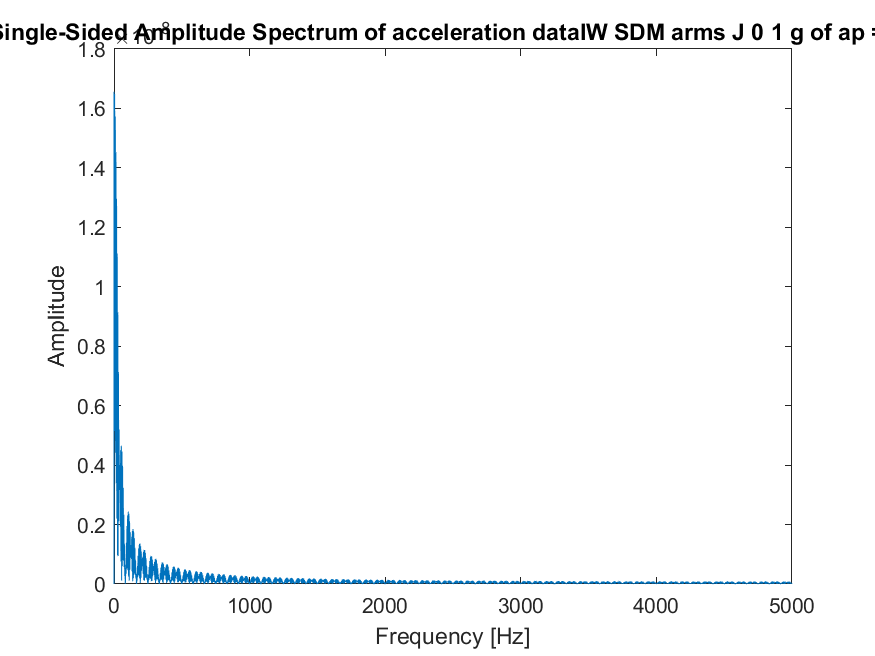 Single-Sided Amplitude Spectrum of acceleration dataIW SDM arms J 0 1 g of ap =
×10-8
1.8
1.6
1.4
1.2
1
0.8
0.6
0.4
0.2
0
Amplitude
0 1000 2000 3000 4000 5000
Frequency [Hz]